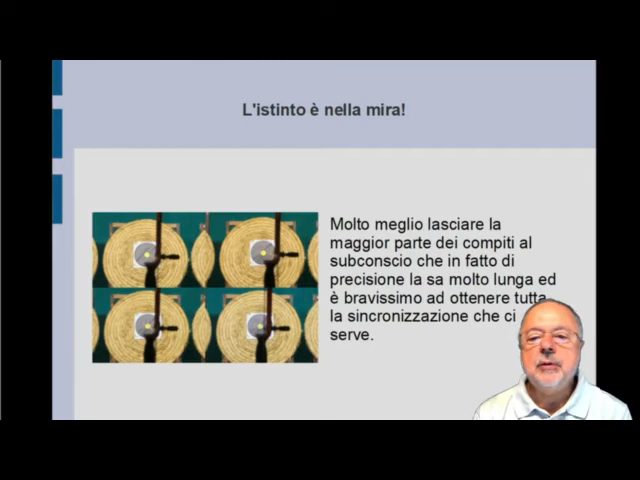 L'istinto è nella mira!
Molto meglio lasciare la
maggior parte dei compiti al
subconscio che in fatto di
precisione la sa molto lunga ed
è bravissimo ad ottenere tutta
la sincronizzazione che ci
serve.